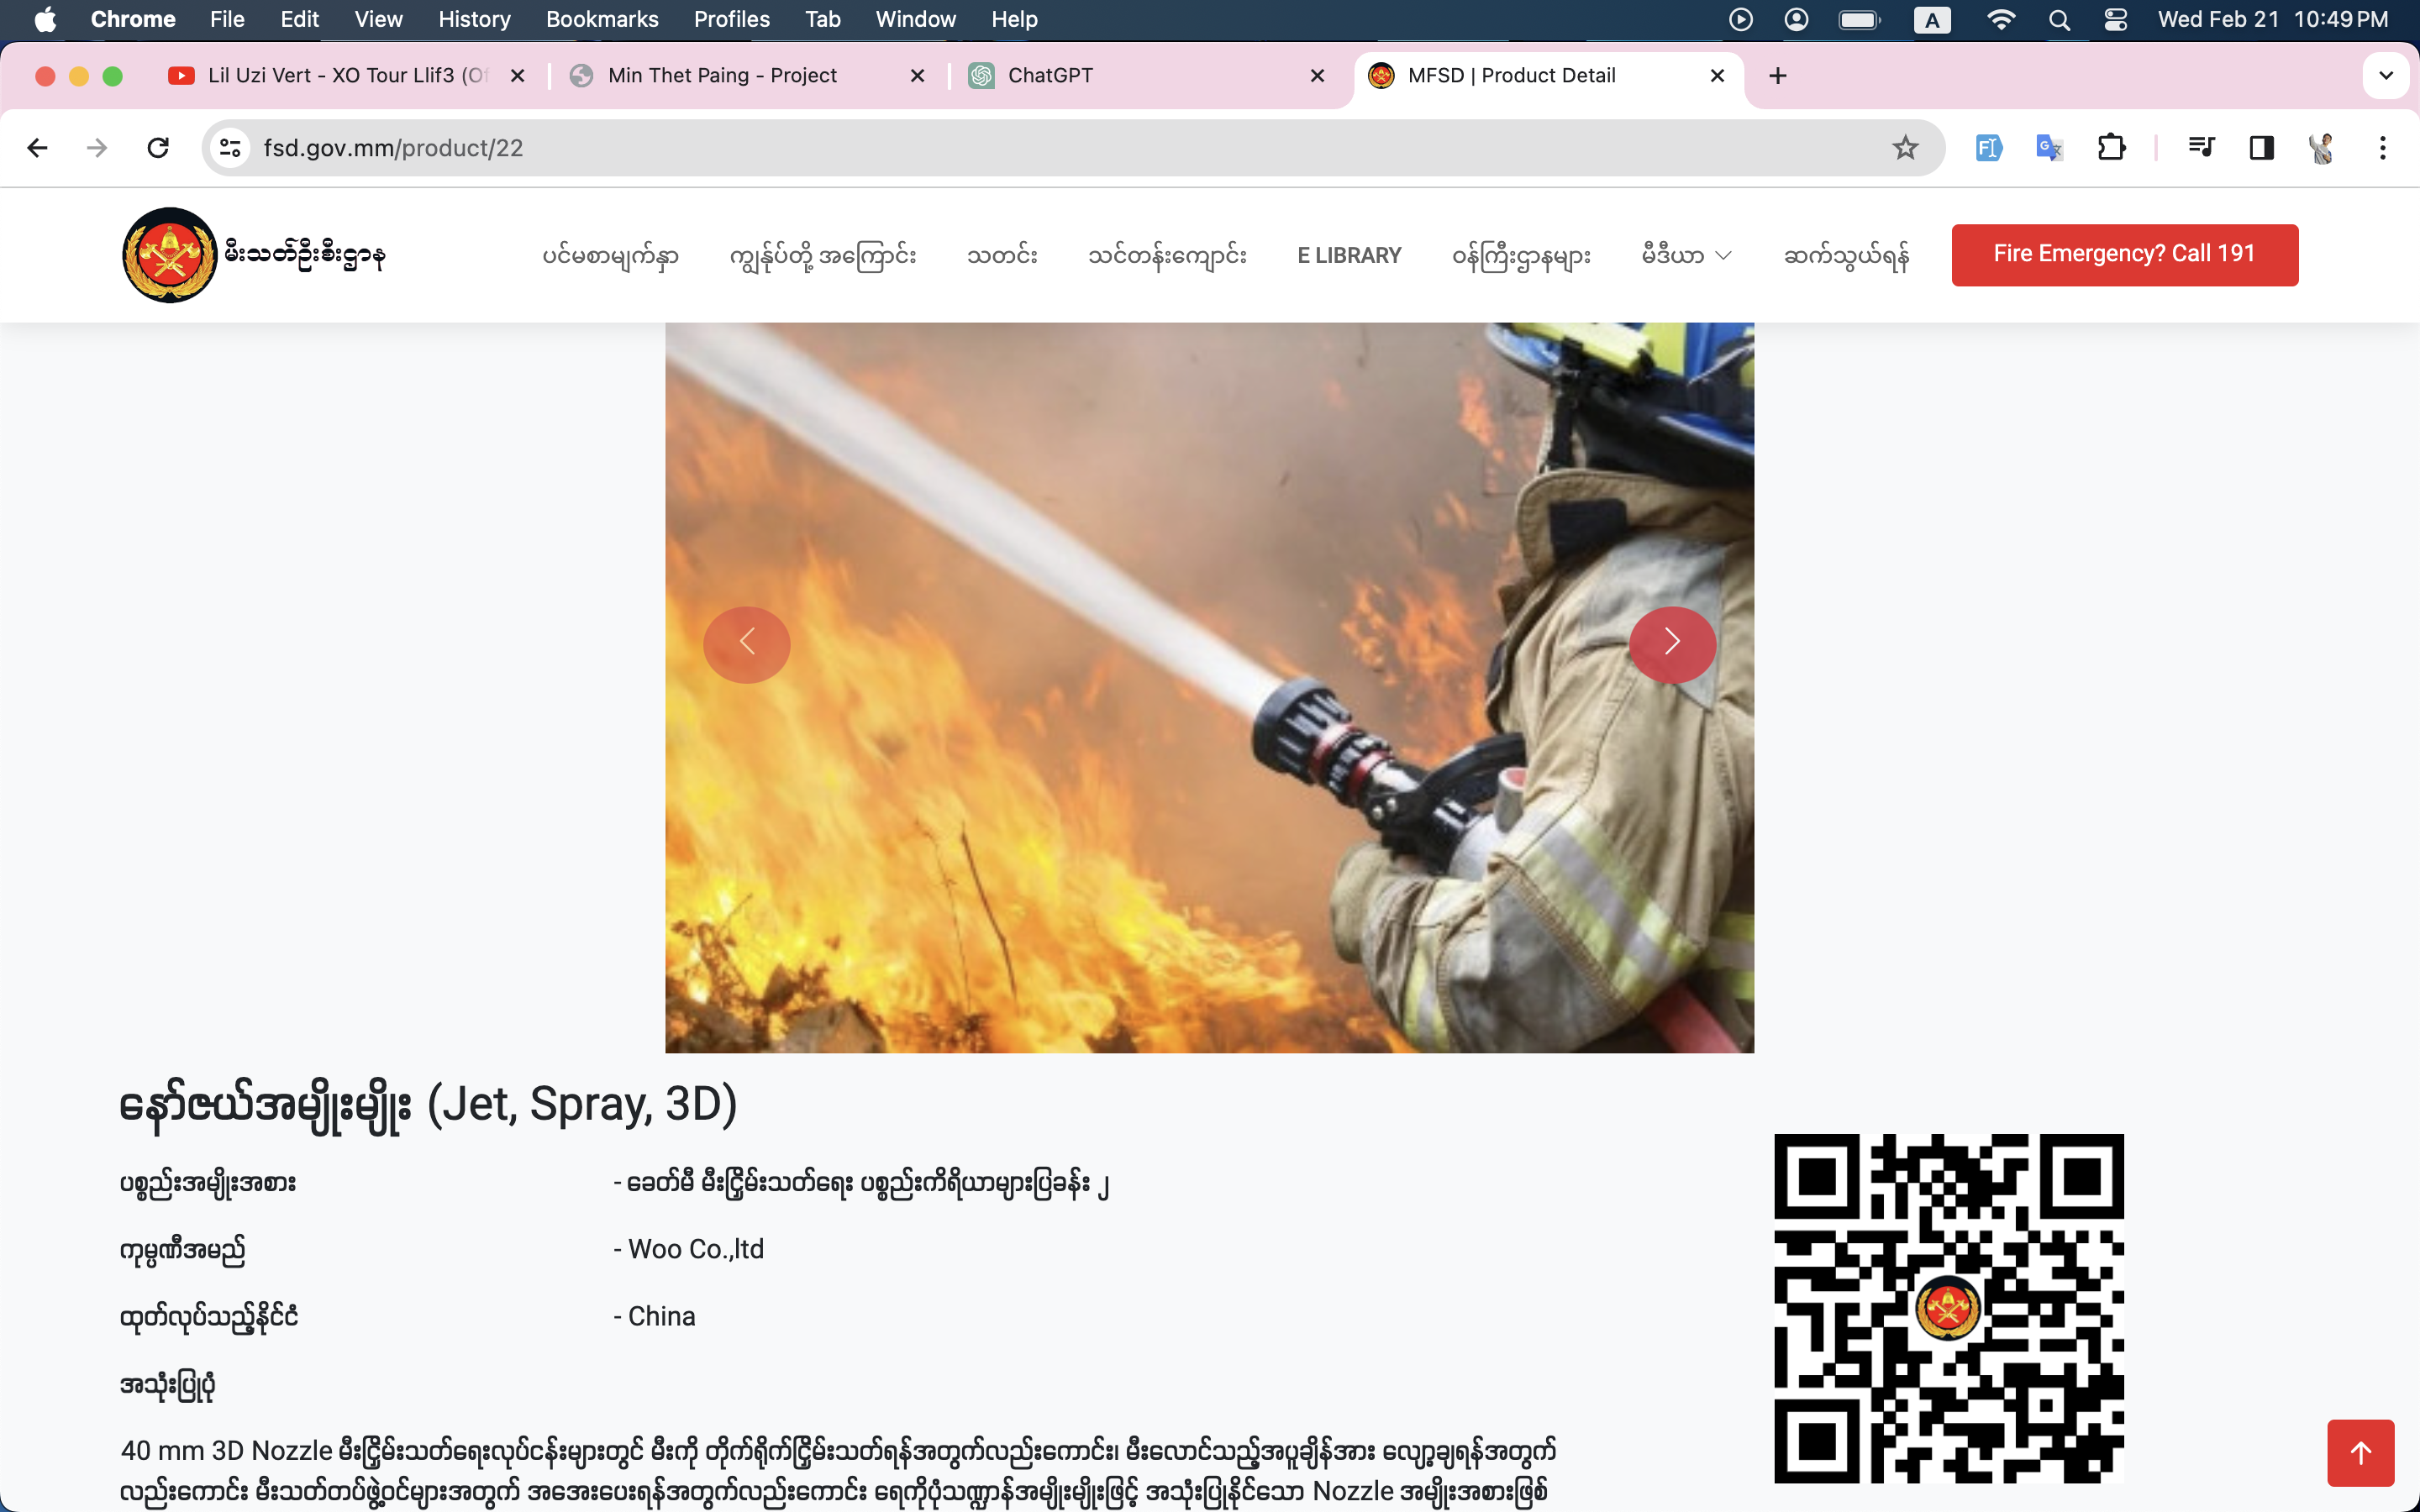 Chrome File Edit View History Bookmarks Profiles Tab Window Help A Wed Feb 21 10:49 PM
Lil Uzi Vert - XO Tour Llif3 (Of Min Thet Paing - Project ChatGPT MFSD | Product Detail
fsd.gov.mm/product/22
မီးသတ်ဦးစီးဌာန ပင်မစာမျက်နှာ ကျွန်ုပ်တို့ အကြောင်း သတင်း သင်တန်းကျောင်း E LIBRARY ဝန်ကြီးဌာနများ မီဒီယာ ဆက်သွယ်ရန် Fire Emergency? Call 191
နော်ဇယ်အမျိုးမျိုး (Jet, Spray, 3D)
ပစ္စည်းအမျိုးအစား - ခေတ်မီ မီးငြှိမ်းသတ်ရေး ပစ္စည်းကိရိယာများပြခန်း ၂
ကုမ္ပဏီအမည် - Woo Co.,ltd
ထုတ်လုပ်သည့်နိုင်ငံ - China
အသုံးပြုပုံ
40 mm 3D Nozzle မီးငြှိမ်းသတ်ရေးလုပ်ငန်းများတွင် မီးကို တိုက်ရိုက်ငြှိမ်းသတ်ရန်အတွက်လည်းကောင်း၊ မီးလောင်သည့်အပူချိန်အား လျော့ချရန်အတွက်
လည်းကောင်း မီးသတ်တပ်ဖွဲ့ဝင်များအတွက် အအေးပေးရန်အတွက်လည်းကောင်း ရေကိုပုံသဏ္ဍာန်အမျိုးမျိုးဖြင့် အသုံးပြုနိုင်သော Nozzle အမျိုးအစားဖြစ်